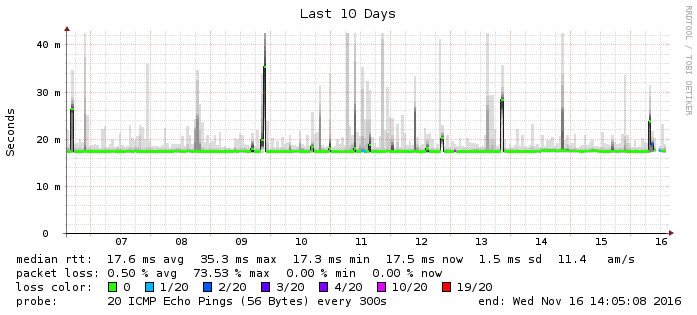 Last 10 Days
RRDTOOL / TOBI OETIKER
Seconds
40 m
30 m
20 m
10 m
0
07 08 09 10 11 12 13 14 15 16
median rtt: 17.6 ms avg 35.3 ms max 17.3 ms min 17.5 ms now 1.5 ms sd 11.4 am/s
packet loss: 0.50 % avg 73.53 % max 0.00 % min 0.00 % now
loss color: 0 1/20 2/20 3/20 4/20 10/20 19/20
probe: 20 ICMP Echo Pings (56 Bytes) every 300s end: Wed Nov 16 14:05:08 2016